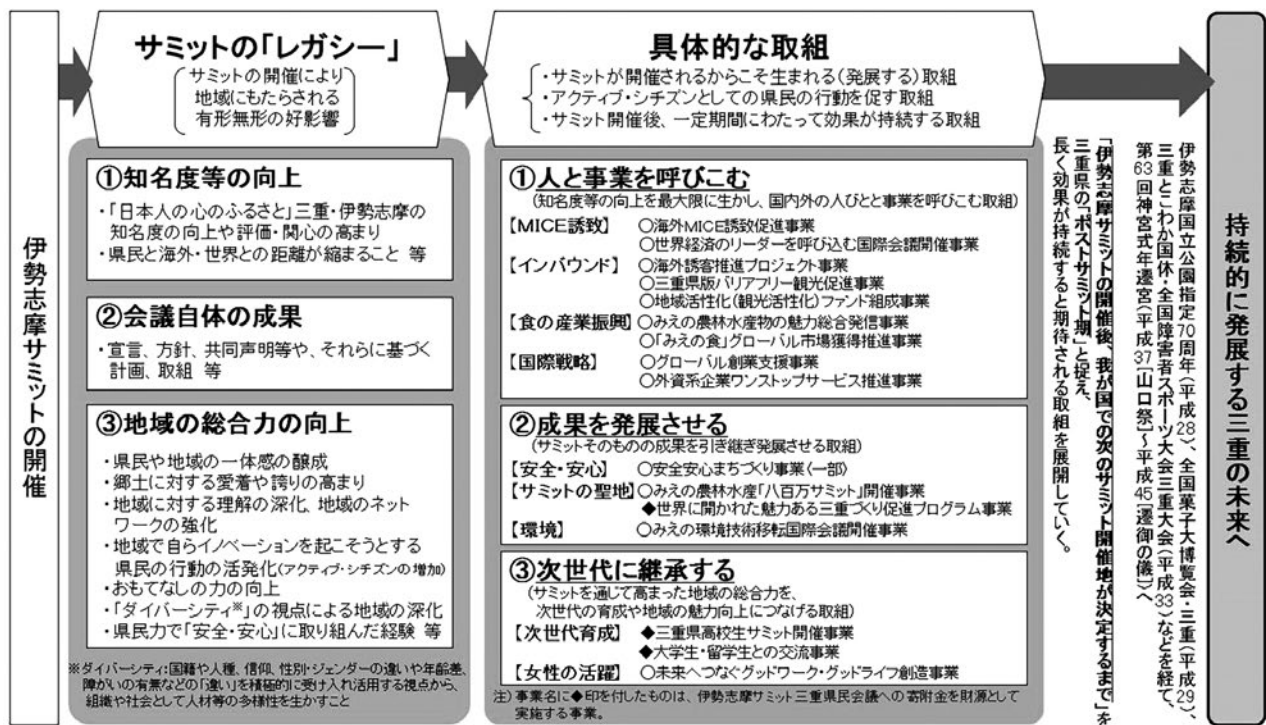 伊勢志摩サミットの開催
サミットの「レガシー」
サミットの開催により
地域にもたらされる
有形無形の好影響
①知名度等の向上
・「日本人の心のふるさと」三重・伊勢志摩の
知名度の向上や評価・関心の高まり
・県民と海外・世界との距離が縮まること 等
②会議自体の成果
・宣言、方針、共同声明等や、それらに基づく
計画、取組 等
③地域の総合力の向上
・県民や地域の一体感の醸成
・郷土に対する愛着や誇りの高まり
・地域に対する理解の深化、地域のネット
ワークの強化
・地域で自らイノベーションを起こそうとする
県民の行動の活発化(アクティブ・シチズンの増加)
・おもてなしの力の向上
・「ダイバーシティ※」の視点による地域の深化
・県民力で「安全・安心」に取り組んだ経験 等
※ダイバーシティ:国籍や人種、信仰、性別・ジェンダーの違いや年齢差、
障がいの有無などの「違い」を積極的に受け入れ活用する視点から、
組織や社会として人材等の多様性を生かすこと
具体的な取組
・サミットが開催されるからこそ生まれる(発展する)取組
・アクティブ・シチズンとしての県民の行動を促す取組
・サミット開催後、一定期間にわたって効果が持続する取組
①人と事業を呼びこむ
(知名度等の向上を最大限に生かし、国内外の人びとと事業を呼びこむ取組)
【MICE誘致】 ○海外MICE誘致促進事業
○世界経済のリーダーを呼び込む国際会議開催事業
【インバウンド】 ○海外誘客推進プロジェクト事業
○三重県版バリアフリー観光促進事業
○地域活性化(観光活性化)ファンド組成事業
【食の産業振興】 ○みえの農林水産物の魅力総合発信事業
○「みえの食」グローバル市場獲得推進事業
【国際戦略】 ○グローバル創業支援事業
○外資系企業ワンストップサービス推進事業
②成果を発展させる
(サミットそのものの成果を引き継ぎ発展させる取組)
【安全・安心】 ○安全安心まちづくり事業(一部)
【サミットの聖地】 ○みえの農林水産「八百万サミット」開催事業
◆世界に開かれた魅力ある三重づくり促進プログラム事業
【環境】 ○みえの環境技術移転国際会議開催事業
③次世代に継承する
(サミットを通じて高まった地域の総合力を、
次世代の育成や地域の魅力向上につなげる取組)
【次世代育成】 ◆三重県高校生サミット開催事業
◆大学生・留学生との交流事業
【女性の活躍】 ○未来へつなぐグッドワーク・グッドライフ創造事業
注)事業名に◆印を付したものは、伊勢志摩サミット三重県民会議への寄附金を財源として
実施する事業。
伊勢志摩国立公園指定70周年(平成28)、全国菓子大博覧会・三重(平成29)、
三重とこわか国体・全国障害者スポーツ大会三重大会(平成33)などを経て、
第63回神宮式年遷宮(平成37[山口祭]~平成45[遷御の儀])へ
「伊勢志摩サミットの開催後、我が国での次のサミット開催地が決定するまで」を
三重県の「ポストサミット期」と捉え、
長く効果が持続すると期待される取組を展開していく。
持続的に発展する三重の未来へ